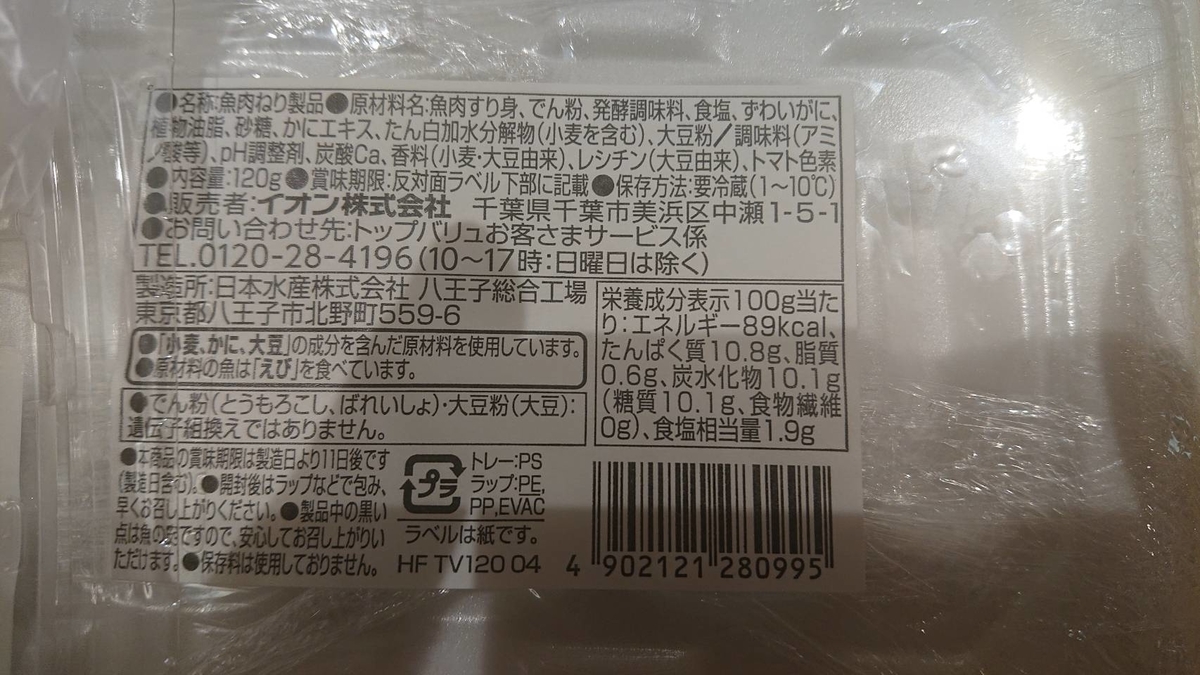 ●名称:魚肉ねり製品●原材料名:魚肉すり身、でん粉、発酵調味料、食塩、ずわいがに、
植物油脂、砂糖、かにエキス、たん白加水分解物(小麦を含む)、大豆粉/調味料(アミ
ノ酸等)、pH調整剤、炭酸Ca、香料(小麦・大豆由来)、レシチン(大豆由来)、トマト色素
●内容量:120g●賞味期限:反対面ラベル下部に記載●保存方法:要冷蔵(1~10℃)
●販売者:イオン株式会社 千葉県千葉市美浜区中瀬1-5-1
●お問い合わせ先:トップバリュお客さまサービス係
TEL.0120-28-4196(10~17時:日曜日は除く)
製造所:日本水産株式会社 八王子総合工場
東京都八王子市北野町559-6
●「小麦、かに、大豆」の成分を含んだ原材料を使用しています。
●原材料の魚は「えび」を食べています。
●でん粉(とうもろこし、ばれいしょ)・大豆粉(大豆):
遺伝子組換えではありません。
栄養成分表示100g当た
り:エネルギー89kcal、
たんぱく質10.8g、脂質
0.6g、炭水化物10.1g
(糖質10.1g、食物繊維
0g)、食塩相当量1.9g
●本商品の賞味期限は製造日より11日後です
(製造日含む)。●開封後はラップなどで包み、
早くお召し上がりください。●製品中の黒い
点は魚の皮ですので、安心してお召し上がりい
ただけます。●保存料は使用しておりません。
プラ
トレー:PS
ラップ:PE,
PP,EVAC
ラベルは紙です。
HF TV120 04
4 902121 280995